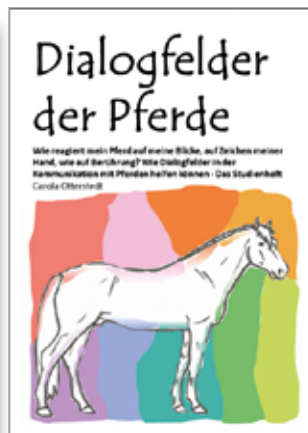 Dialogfelder
der Pferde
Wie reagiert mein Pferd auf meine Blicke, auf Zeichen meiner
Hand, wie auf Berührung? Wie Dialogfelder in der
Kommunikation mit Pferden helfen können - Das Studienheft
Carola Otterstedt